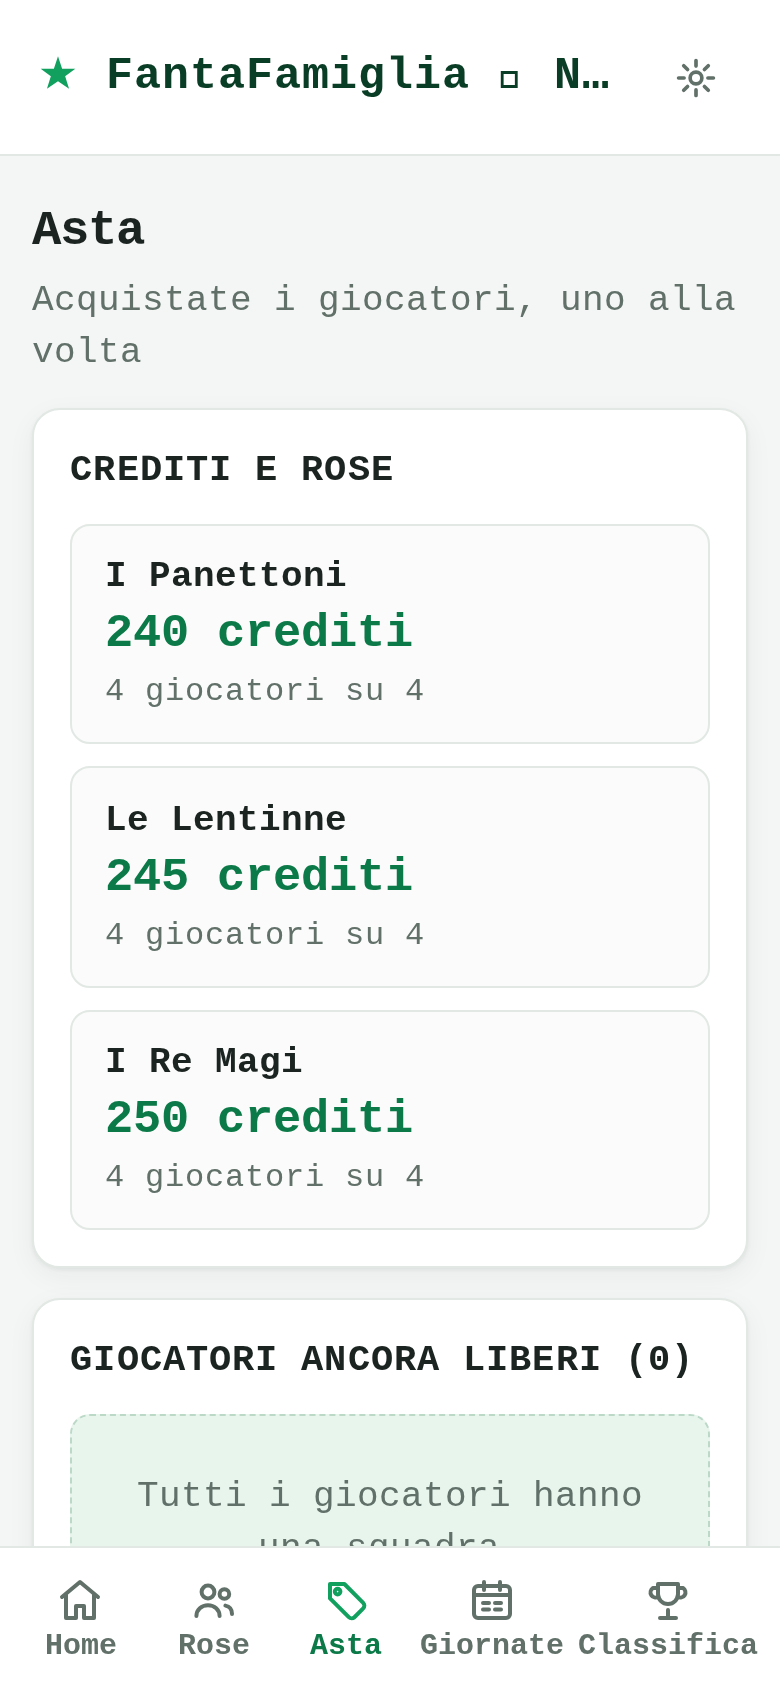 ★ FantaFamiglia □ N…
Asta
Acquistate i giocatori, uno alla
volta
CREDITI E ROSE
I Panettoni
240 crediti
4 giocatori su 4
Le Lentinne
245 crediti
4 giocatori su 4
I Re Magi
250 crediti
4 giocatori su 4
GIOCATORI ANCORA LIBERI (0)
Tutti i giocatori hanno
una squadra
Home Rose Asta Giornate Classifica